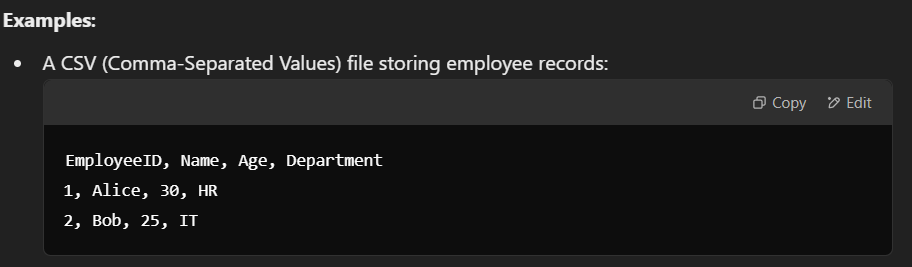 Examples:
• A CSV (Comma-Separated Values) file storing employee records:
Copy Edit
EmployeeID, Name, Age, Department
1, Alice, 30, HR
2, Bob, 25, IT